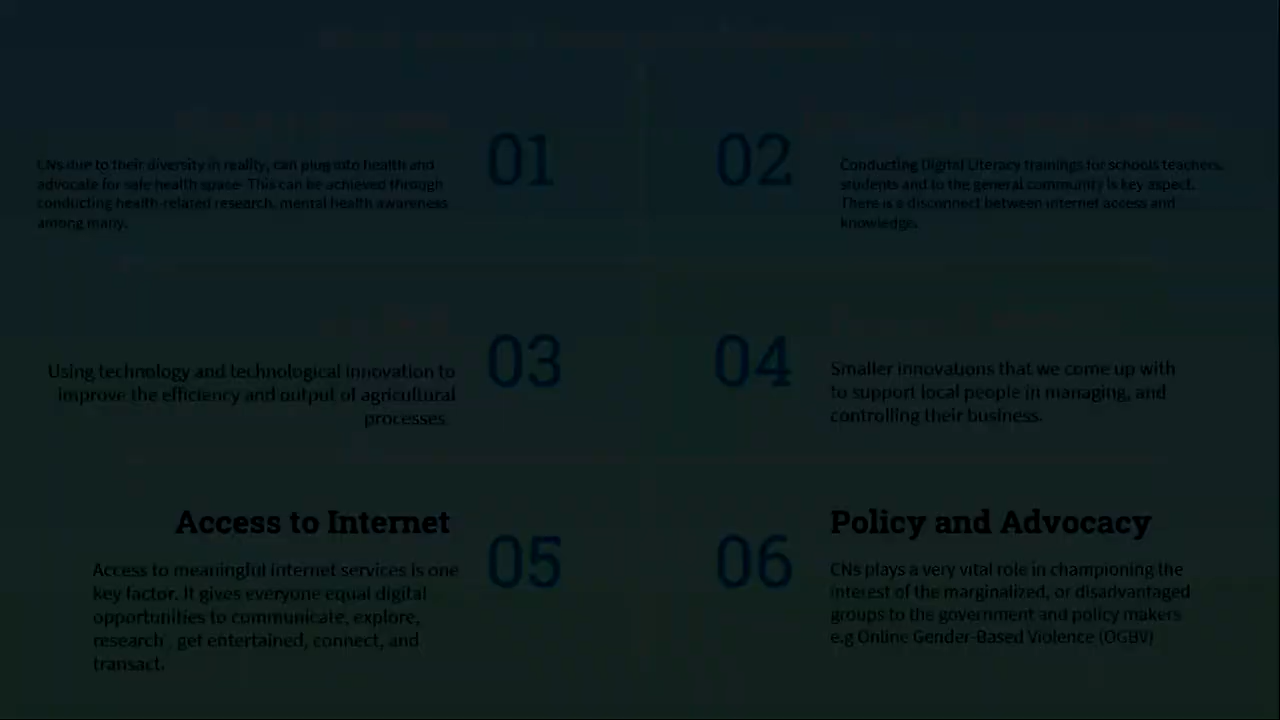 01
CNs due to their diversity in reality, can plug into health and
advocate for safe health space. This can be achieved through
conducting health-related research, mental health awareness
among many.
02
Conducting Digital Literacy trainings for schools teachers,
students and to the general community is key aspect.
There is a disconnect between internet access and
knowledge.
03
Using technology and technological innovation to
improve the efficiency and output of agricultural
processes.
04
Smaller innovations that we come up with
to support local people in managing, and
controlling their business.
Access to Internet
05
Access to meaningful internet services is one
key factor. It gives everyone equal digital
opportunities to communicate, explore,
research , get entertained, connect, and
transact.
Policy and Advocacy
06
CNs plays a very vital role in championing the
interest of the marginalized, or disadvantaged
groups to the government and policy makers
e.g Online Gender-Based Violence (OGBV)